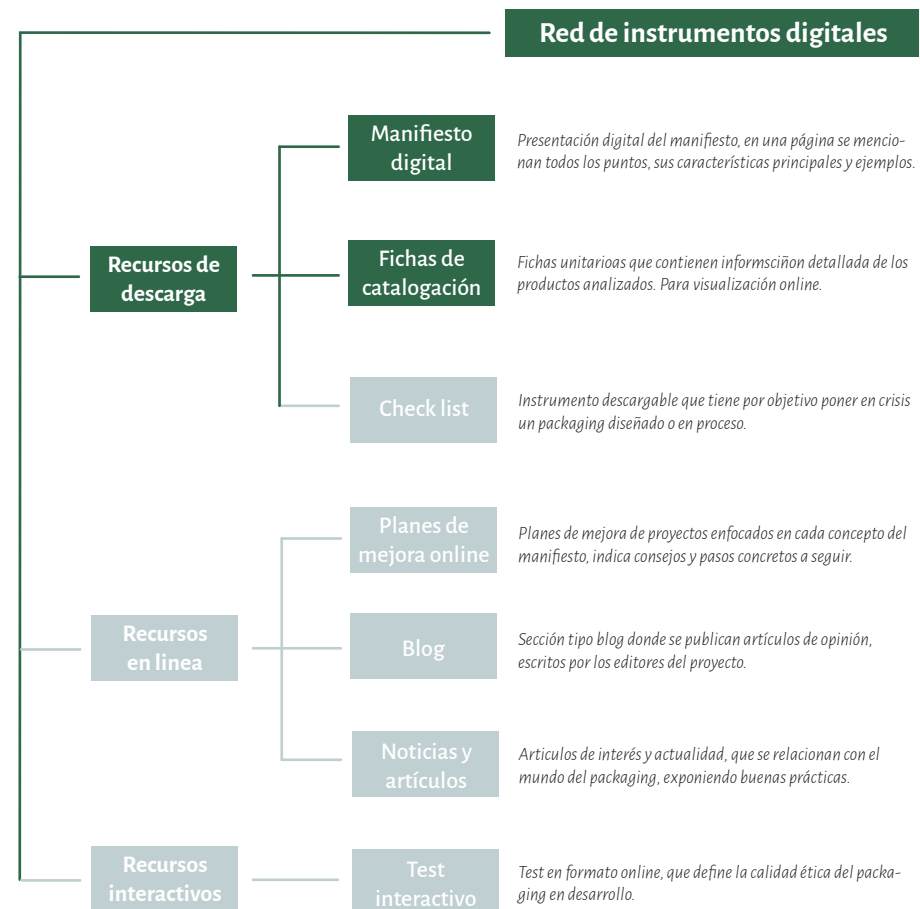 Red de instrumentos digitales
Manifiesto
digital
Presentación digital del manifiesto, en una página se mencio-
nan todos los puntos, sus características principales y ejemplos.
Recursos de
descarga
Fichas de
catalogación
Fichas unitarioas que contienen informsciñon detallada de los
productos analizados. Para visualización online.
Check list
Instrumento descargable que tiene por objetivo poner en crisis
un packaging diseñado o en proceso.
Planes de
mejora online
Planes de mejora de proyectos enfocados en cada concepto del
manifiesto, indica consejos y pasos concretos a seguir.
Recursos
en linea
Blog
Sección tipo blog donde se publican artículos de opinión,
escritos por los editores del proyecto.
Noticias y
artículos
Articulos de interés y actualidad, que se relacionan con el
mundo del packaging, exponiendo buenas prácticas.
Recursos
interactivos
Test
interactivo
Test en formato online, que define la calidad ética del packa-
ging en desarrollo.